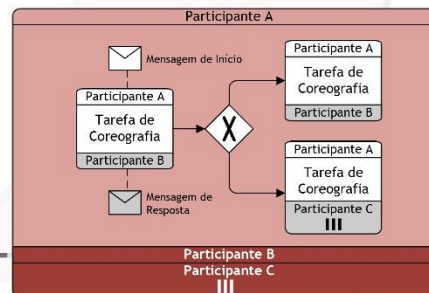 Participante A
Mensagem de Início
Participante A
Tarefa de
Coreografia
Participante B
Mensagem de
Resposta
X
Participante A
Tarefa de
Coreografia
Participante B
Participante A
Tarefa de
Coreografia
Participante C
Participante B
Participante C